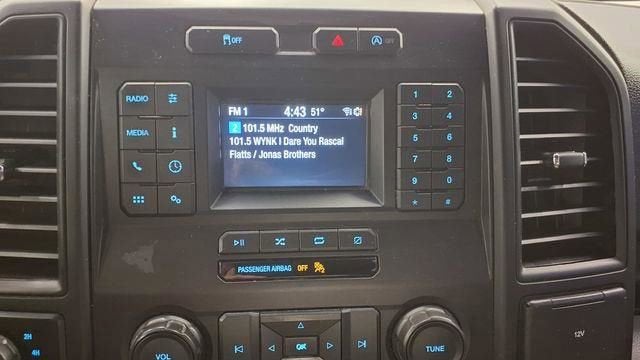 OFF
OFF
RADIO
MEDIA
FM 1 4:43 51°
2 101.5 MHz Country
101.5 WYNK I Dare You Rascal
Flatts / Jonas Brothers
1 2
3 4
5 6
7 8
9 0
* #
PASSENGER AIRBAG OFF
2H
4H
VOL
OK
TUNE
12V